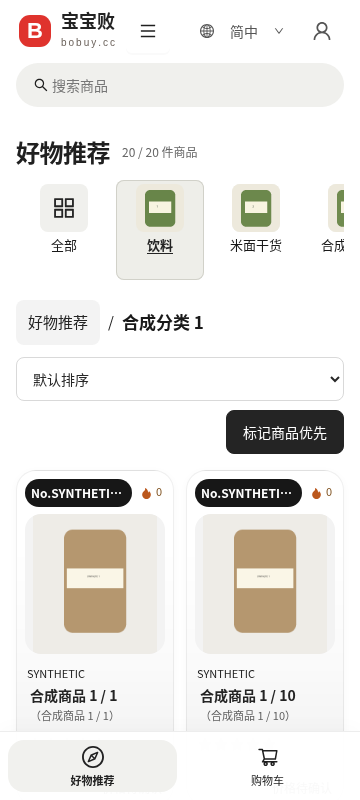 B 宝宝败
bobuy.cc
简中
搜索商品
好物推荐 20 / 20 件商品
全部 饮料 米面干货 合成
好物推荐 / 合成分类 1
默认排序
标记商品优先
No.SYNTHETI… 0 No.SYNTHETI… 0
SYNTHETIC SYNTHETIC
合成商品 1 / 1 合成商品 1 / 10
（合成商品 1 / 1） （合成商品 1 / 10）
好物推荐 购物车